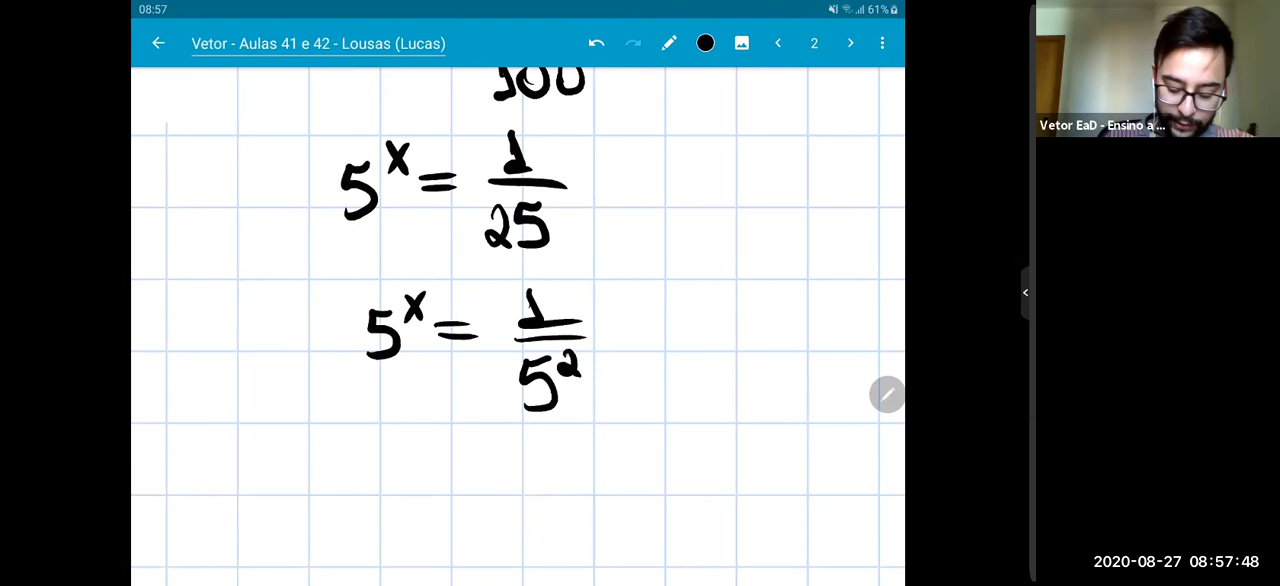 08:57 61%
Vetor - Aulas 41 e 42 - Lousas (Lucas) 2
100
5^x = 1/25
5^x = 1/5^2
Vetor EaD - Ensino a ...
2020-08-27 08:57:48